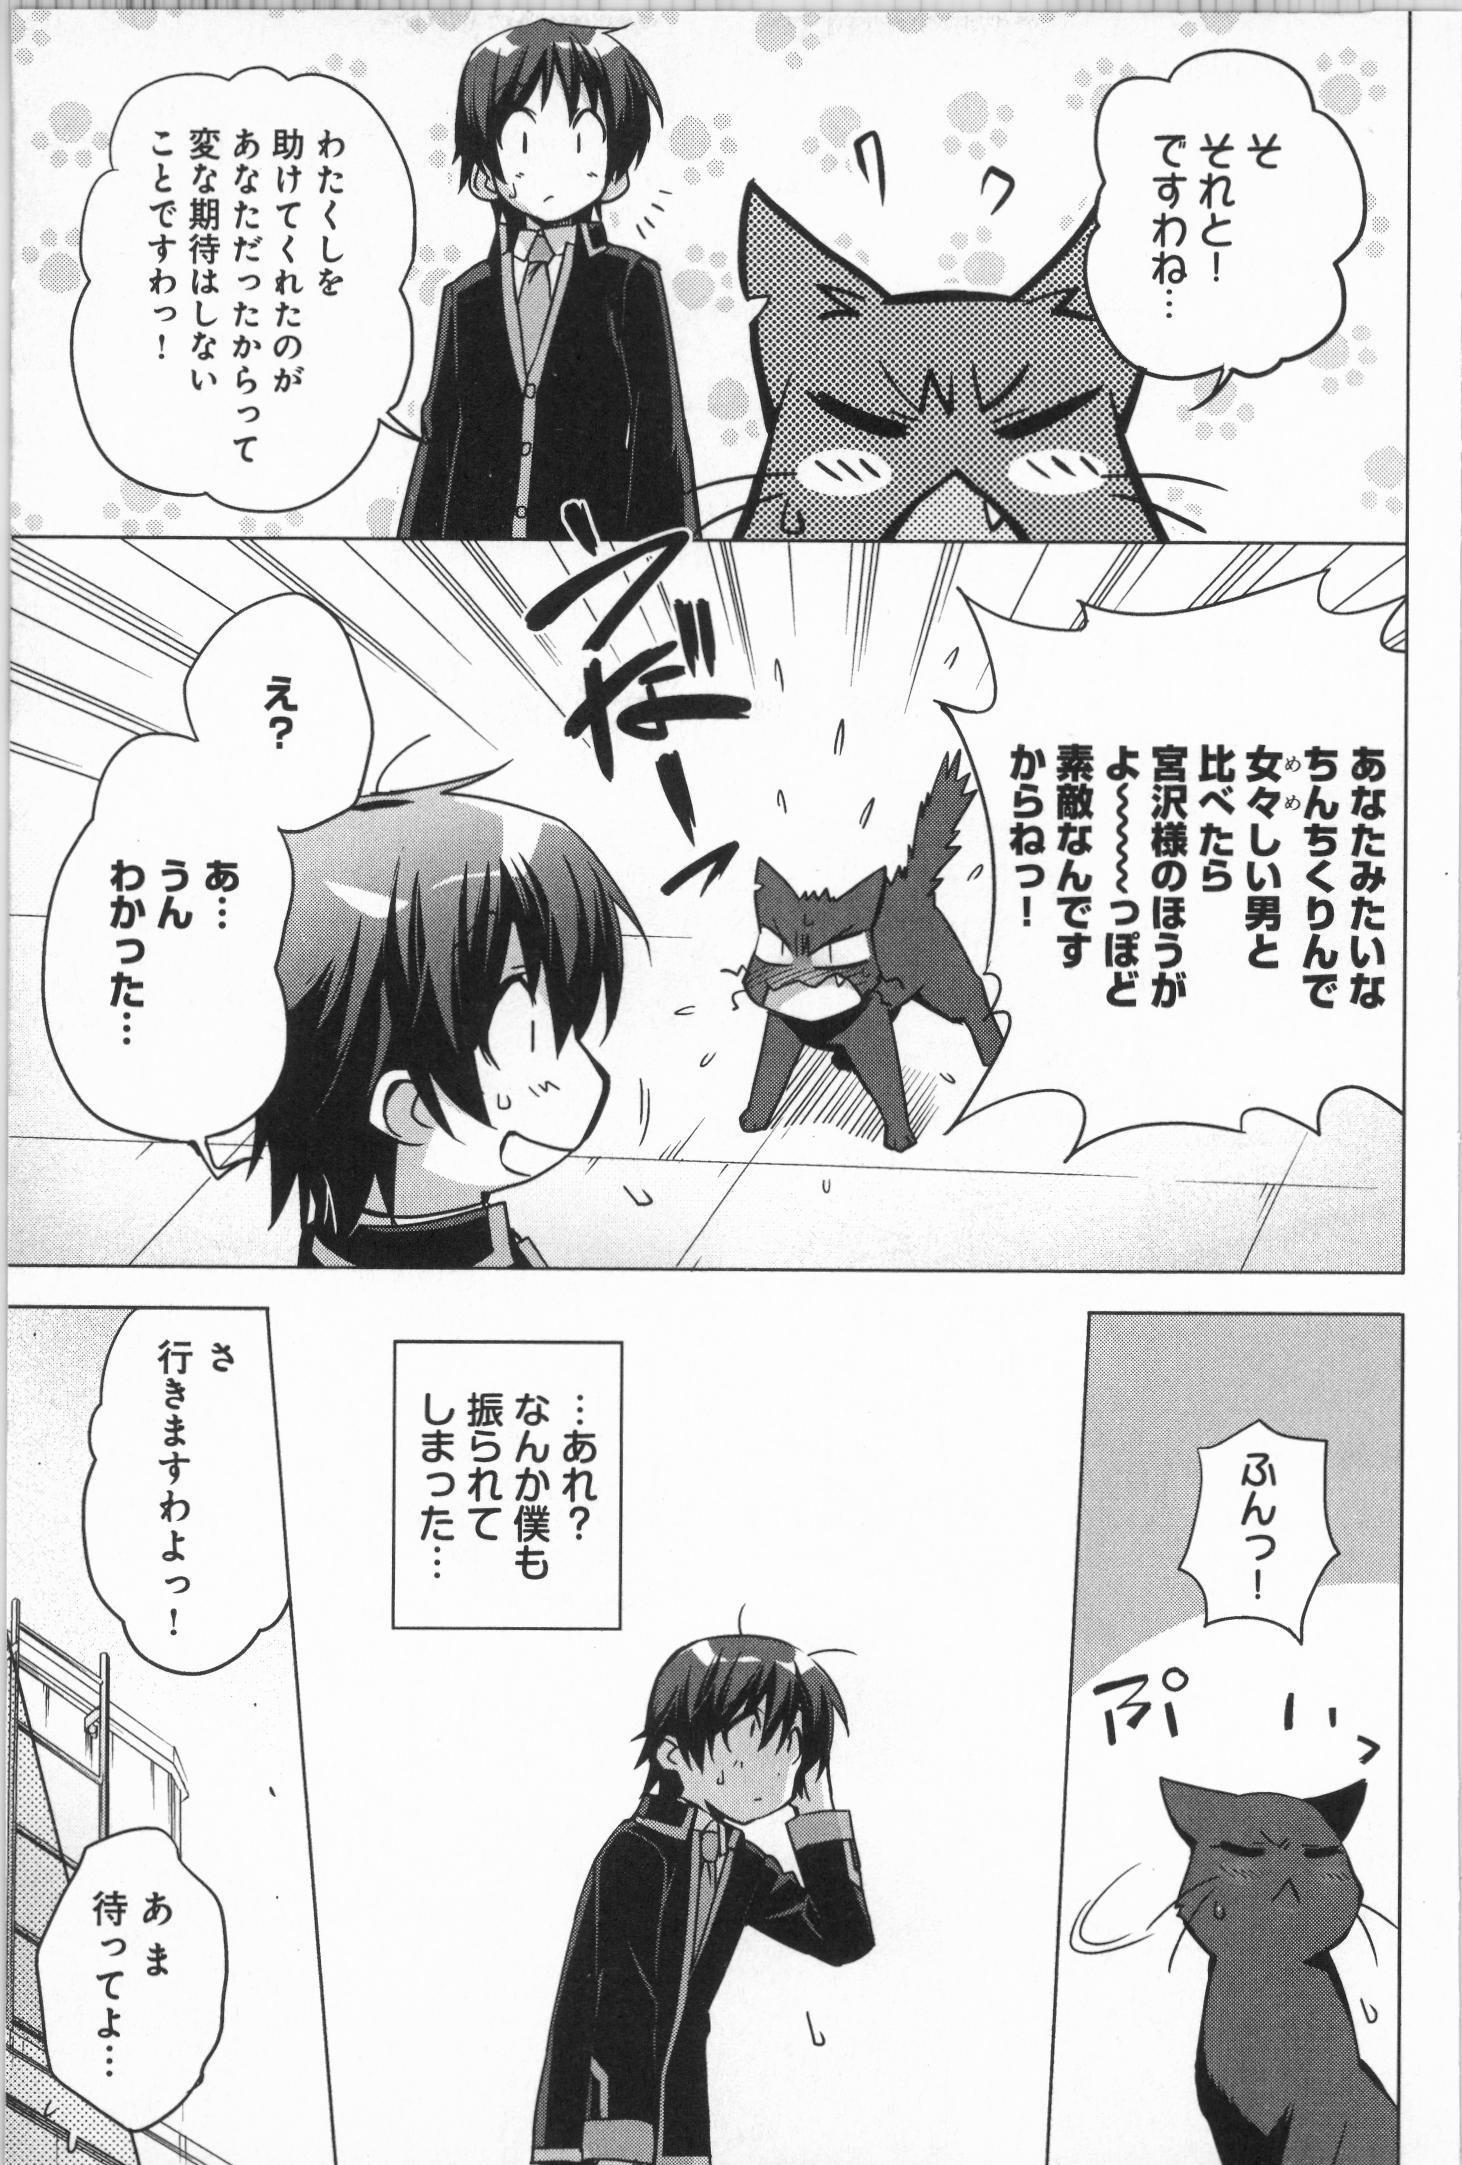 そ
それと！
ですわね…
クワ
わたくしを
助けてくれたのが
あなただったからって
変な期待はしない
ことですわっ！
あなたみたいな
ちんちくりんで
女々しい男と
めめ
比べたら
宮沢様のほうが
よ〜〜〜〜っぽど
素敵なんです
からねっ！
え？
あ…
うん
わかった…
ふんっ！
ぷいっ
…あれ？
なんか僕も
振られて
しまった…
さ
行きますわよっ！
あ ま
待ってよ…